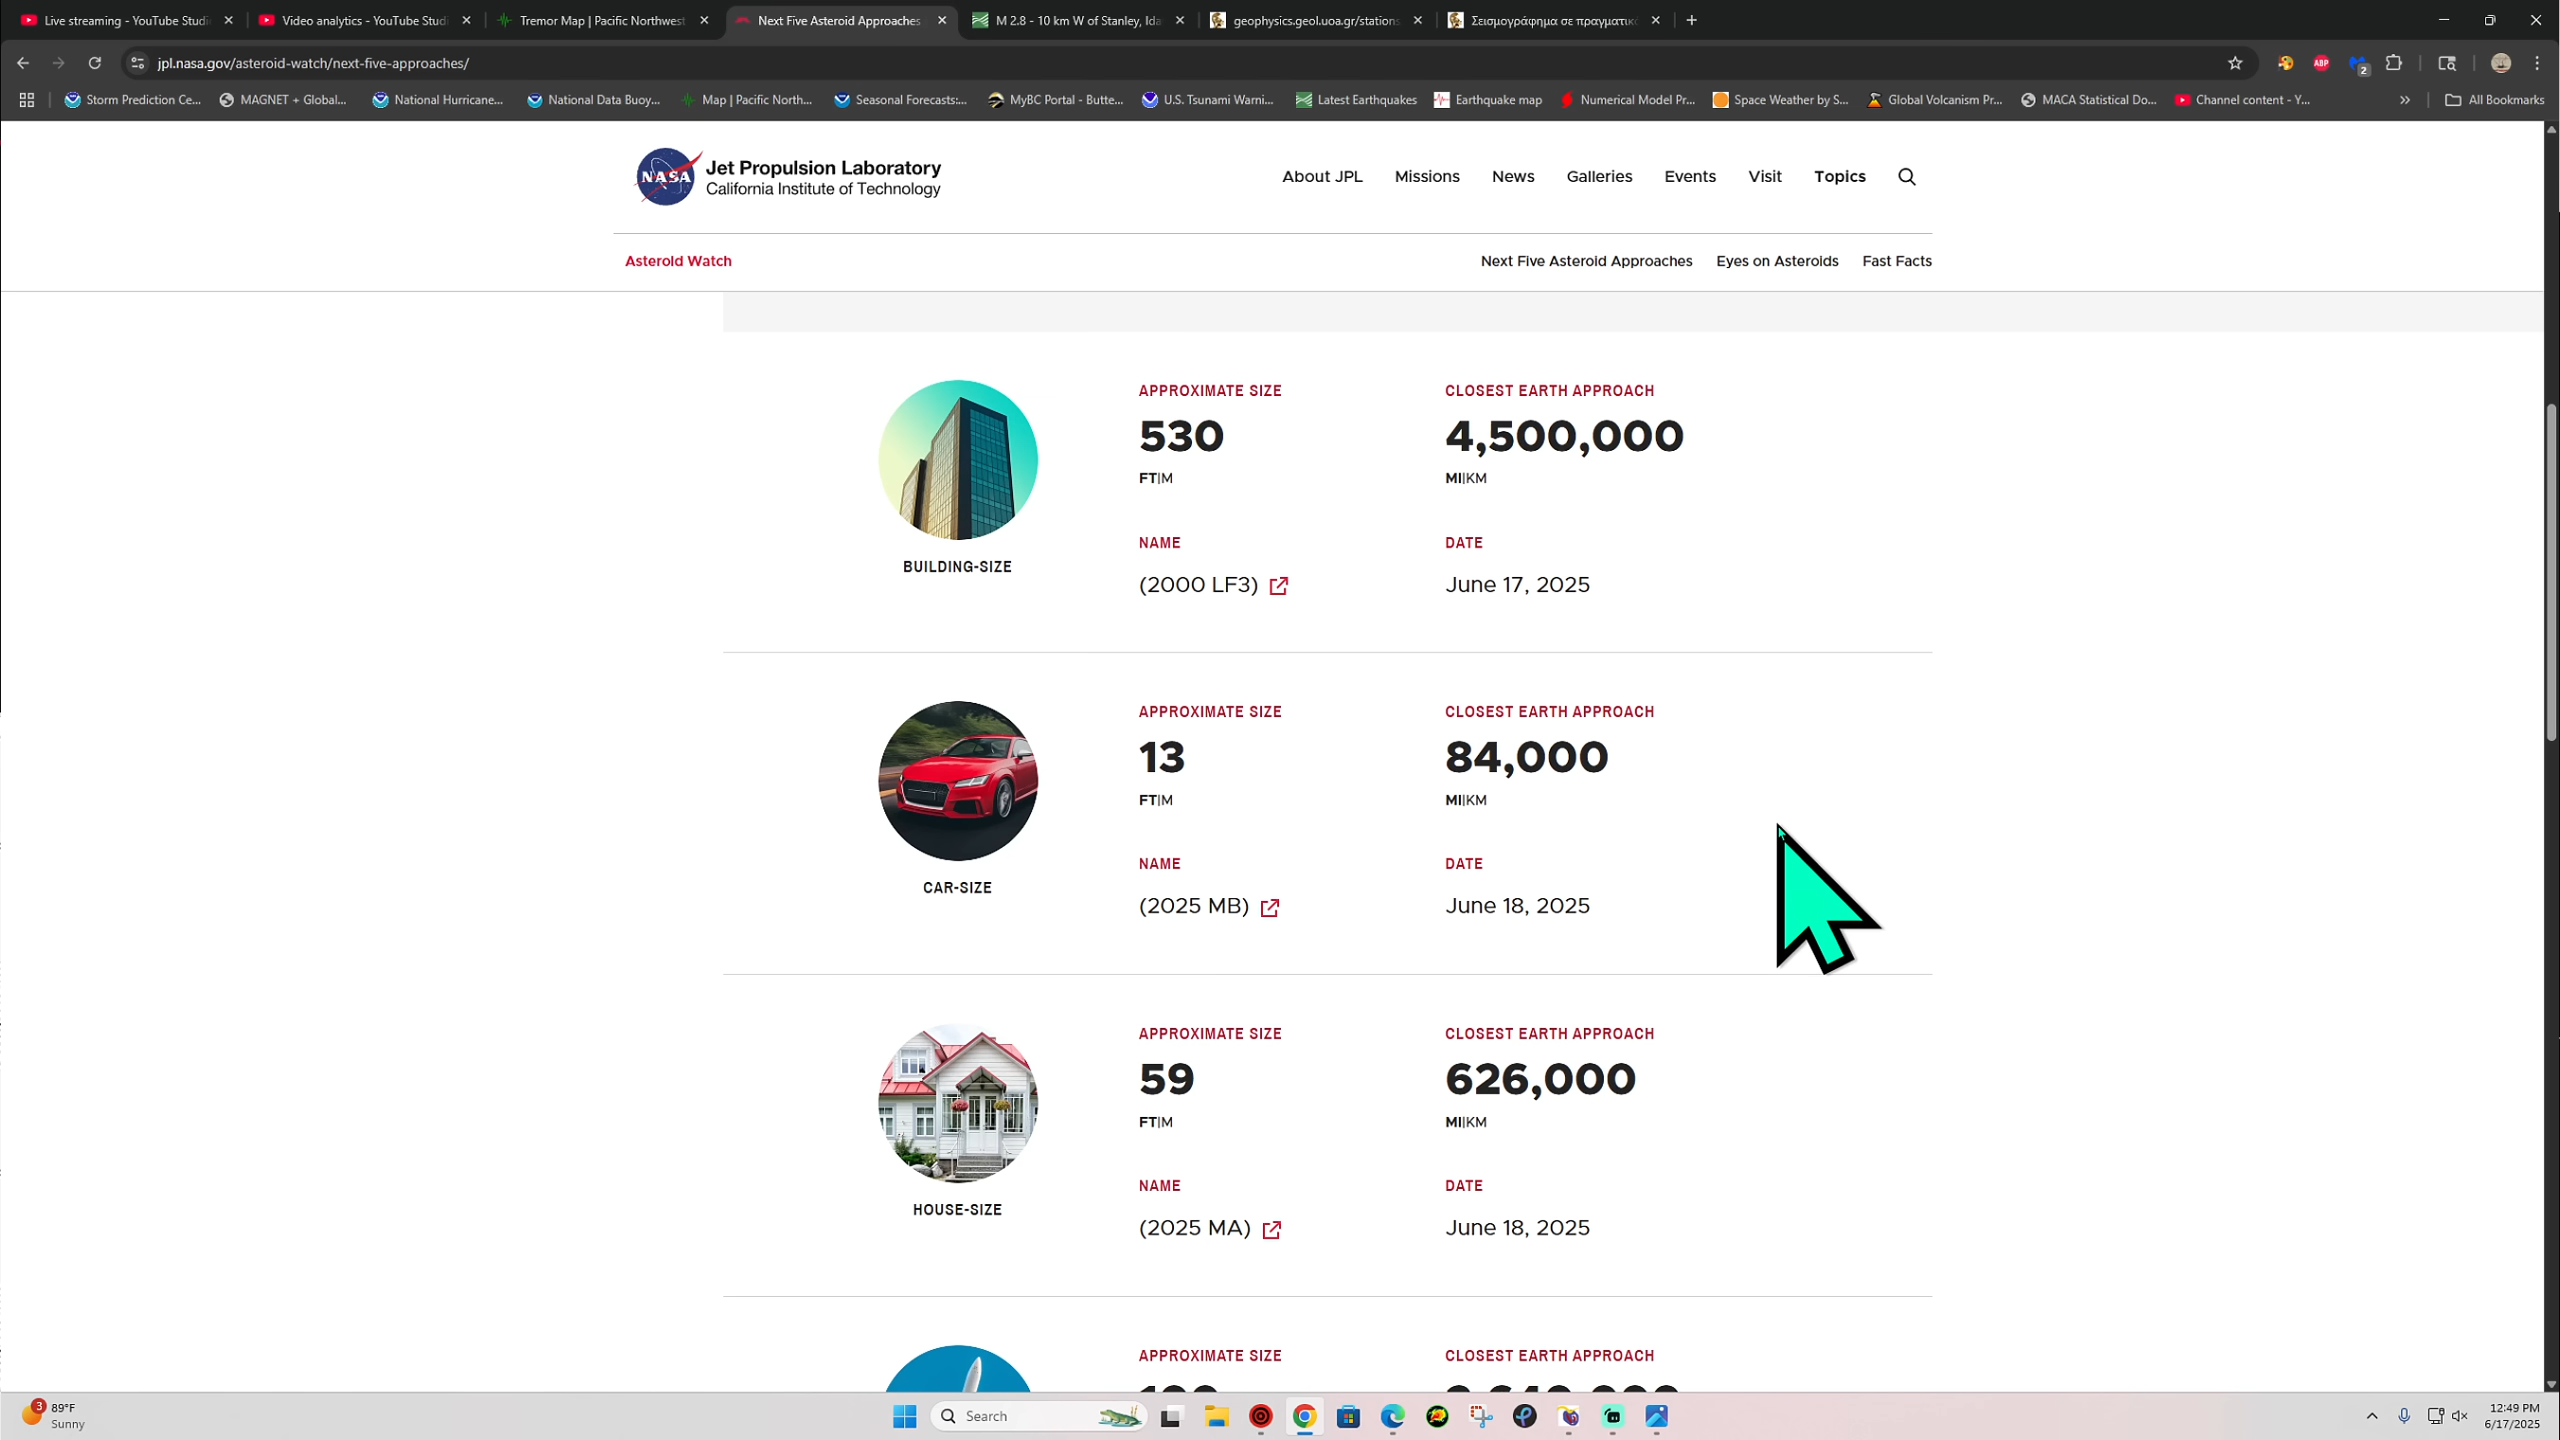 Live streaming - YouTube Studi
Video analytics - YouTube Studi
Tremor Map | Pacific Northwest
Next Five Asteroid Approaches
M 2.8 - 10 km W of Stanley, Ida
geophysics.geol.uoa.gr/stations
Σεισμογράφημα σε πραγματικό
jpl.nasa.gov/asteroid-watch/next-five-approaches/
ABP
2
Storm Prediction Ce...
MAGNET + Global...
National Hurricane...
National Data Buoy...
Map | Pacific North...
Seasonal Forecasts:...
MyBC Portal - Butte...
U.S. Tsunami Warni...
Latest Earthquakes
Earthquake map
Numerical Model Pr...
Space Weather by S...
Global Volcanism Pr...
MACA Statistical Do...
Channel content - Y...
All Bookmarks
NASA
Jet Propulsion Laboratory
California Institute of Technology
About JPL
Missions
News
Galleries
Events
Visit
Topics
Asteroid Watch
Next Five Asteroid Approaches
Eyes on Asteroids
Fast Facts
APPROXIMATE SIZE
CLOSEST EARTH APPROACH
530
4,500,000
FT|M
MI|KM
NAME
DATE
BUILDING-SIZE
(2000 LF3)
June 17, 2025
APPROXIMATE SIZE
CLOSEST EARTH APPROACH
13
84,000
FT|M
MI|KM
NAME
DATE
CAR-SIZE
(2025 MB)
June 18, 2025
APPROXIMATE SIZE
CLOSEST EARTH APPROACH
59
626,000
FT|M
MI|KM
NAME
DATE
HOUSE-SIZE
(2025 MA)
June 18, 2025
APPROXIMATE SIZE
CLOSEST EARTH APPROACH
3
89°F
Sunny
Search
12:49 PM
6/17/2025